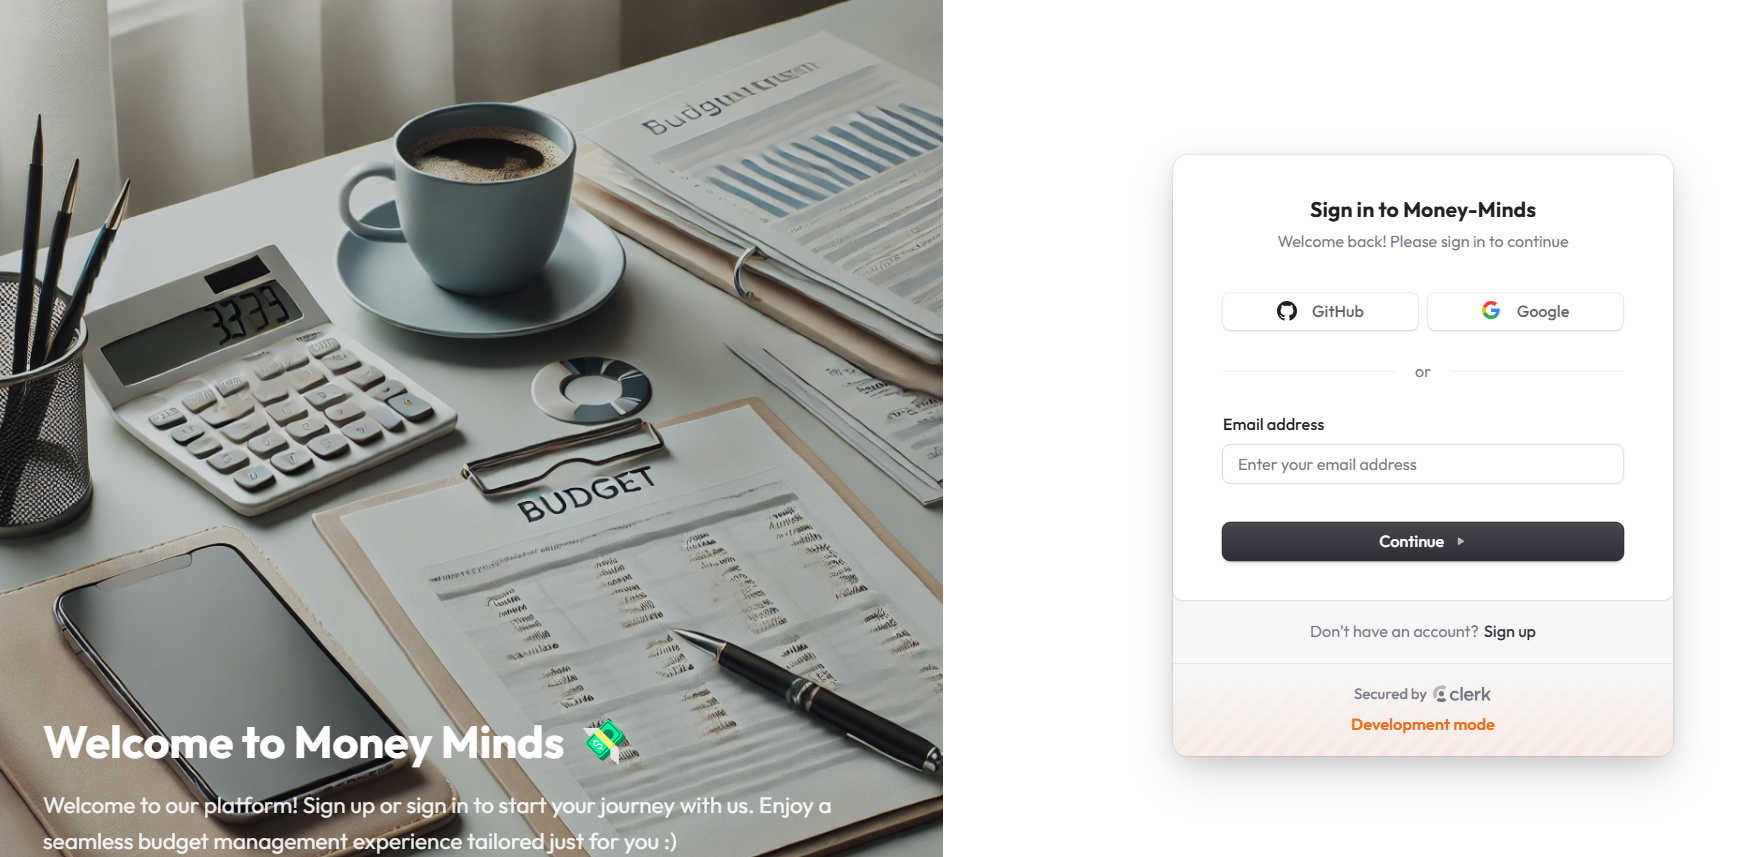 3339
BUDGET
Welcome to Money Minds
Welcome to our platform! Sign up or sign in to start your journey with us. Enjoy a
seamless budget management experience tailored just for you :)
Sign in to Money-Minds
Welcome back! Please sign in to continue
GitHub
Google
or
Email address
Enter your email address
Continue
Don't have an account? Sign up
Secured by clerk
Development mode